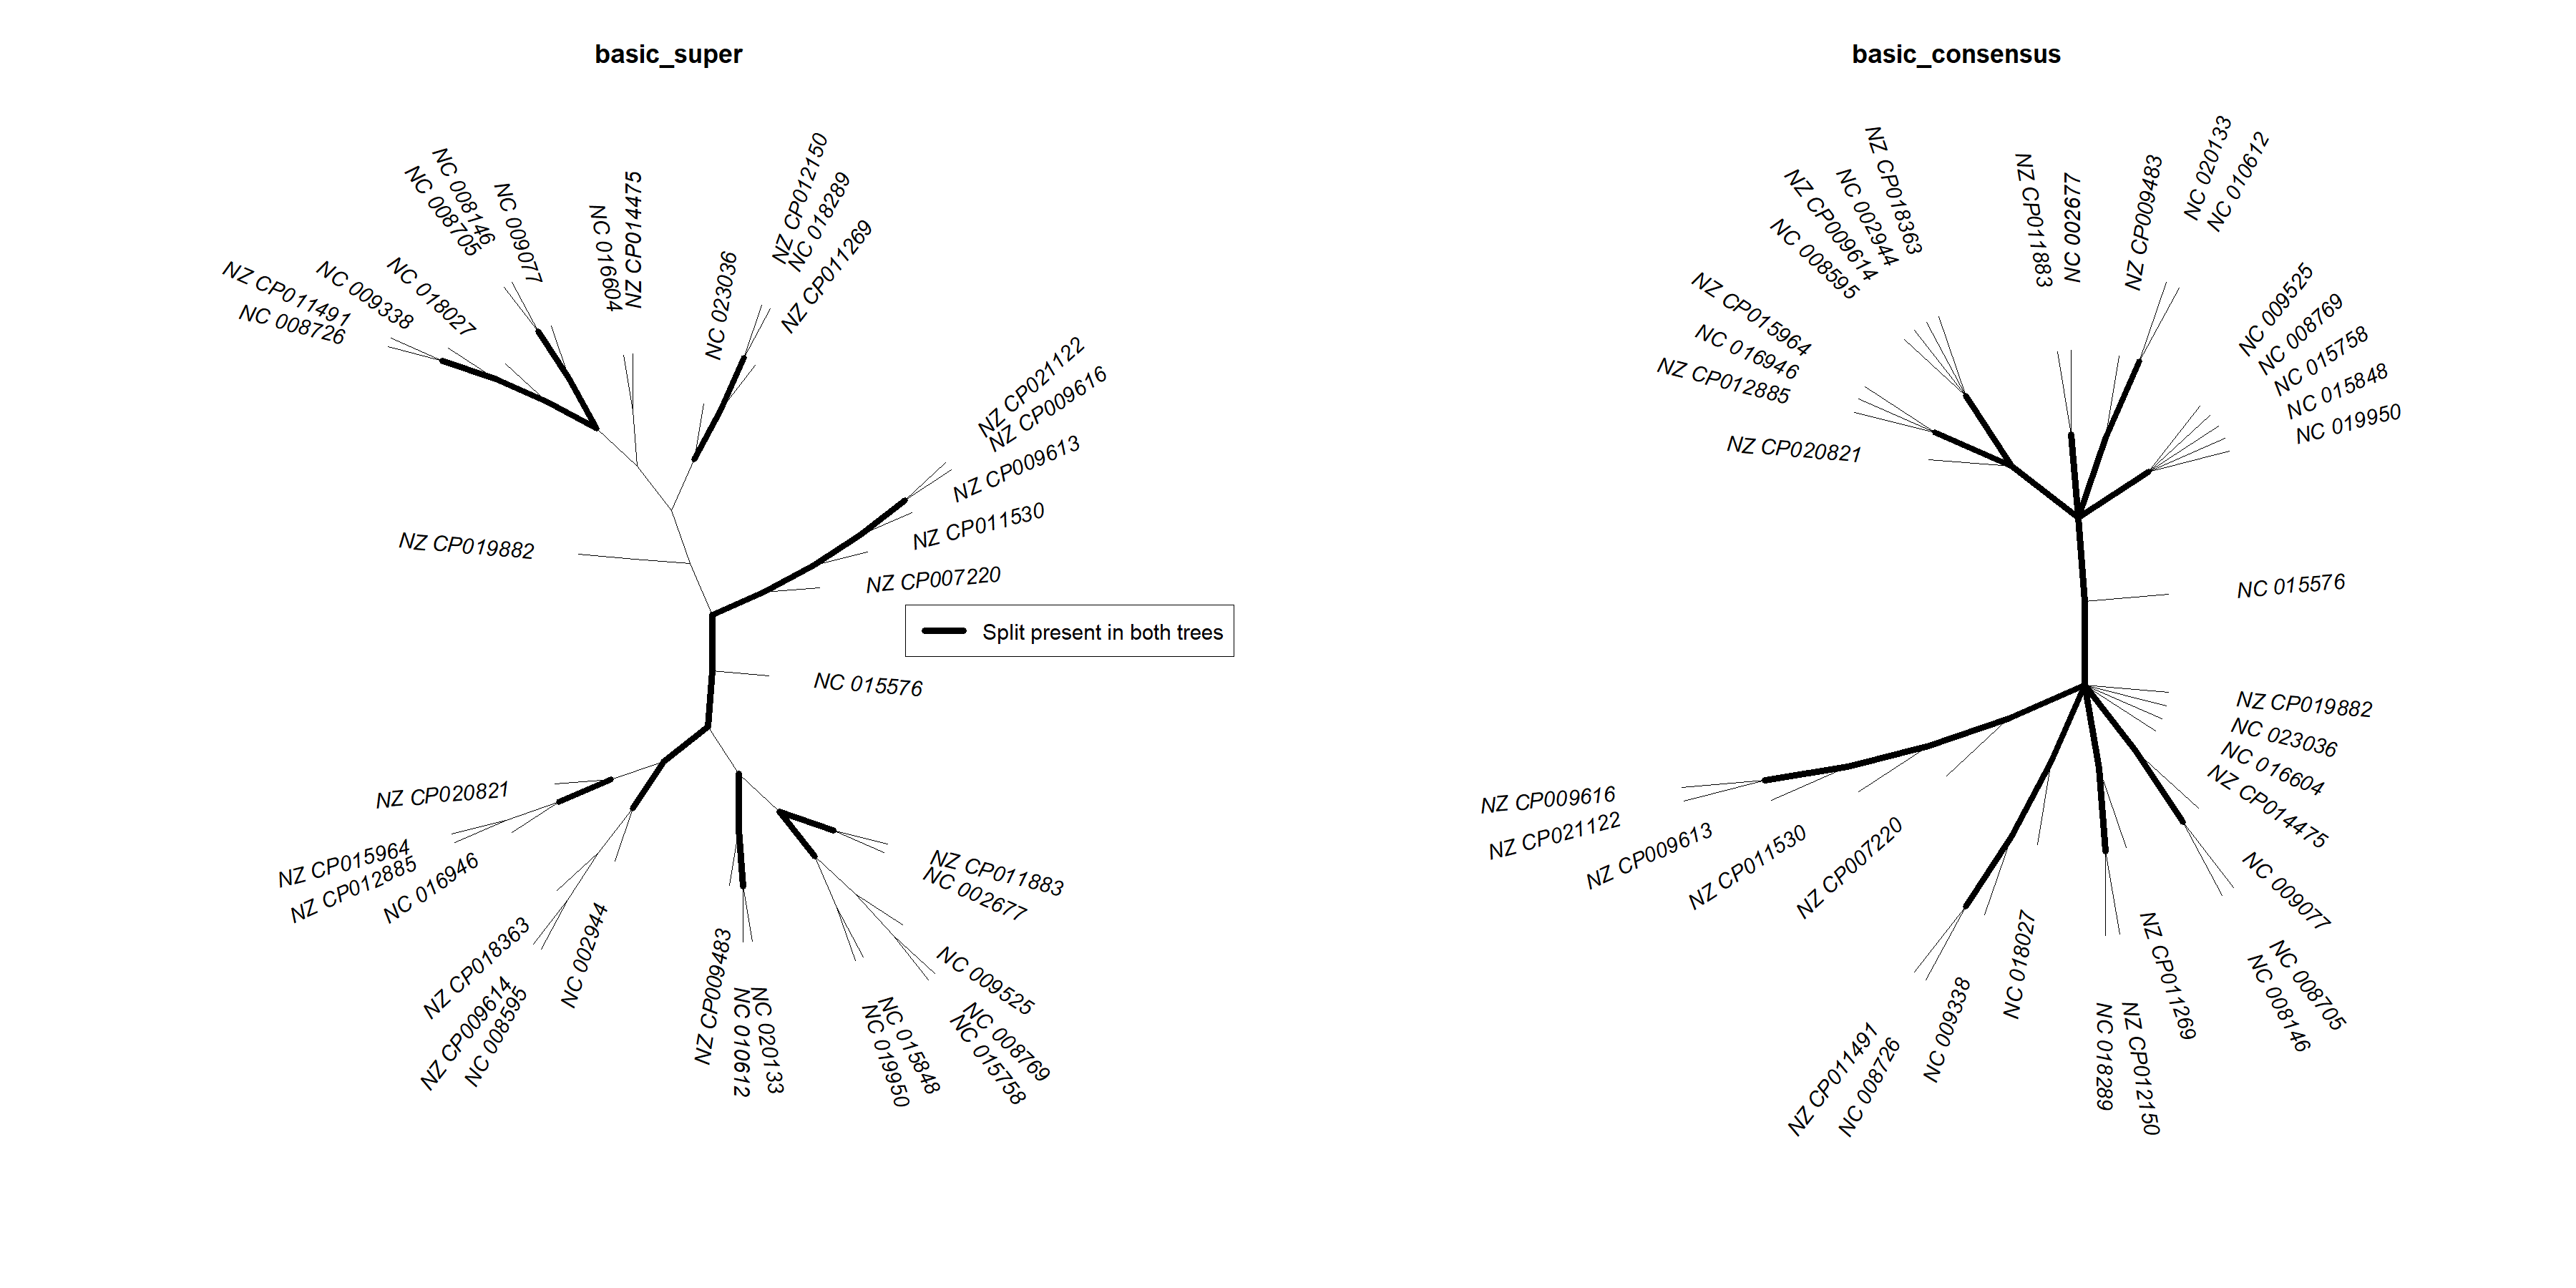 basic_super
NC 008146
NC 008705
NC 009077
NC 018027
NC 009338
NZ CP011491
NC 008726
NC 016604
NZ CP014475
NC 023036
NZ CP012150
NC 018289
NZ CP011269
NZ CP021122
NZ CP009616
NZ CP009613
NZ CP011530
NZ CP007220
NZ CP019882
Split present in both trees
NC 015576
NZ CP020821
NZ CP015964
NZ CP012885
NC 016946
NZ CP018363
NZ CP009614
NC 008595
NC 002944
NZ CP009483
NC 010612
NC 020133
NC 019950
NC 015848
NC 015758
NC 008769
NC 009525
NC 002677
NZ CP011883
basic_consensus
NZ CP018363
NC 002944
NZ CP009614
NC 008595
NZ CP015964
NC 016946
NZ CP012885
NZ CP020821
NZ CP011883
NC 002677
NZ CP009483
NC 020133
NC 010612
NC 009525
NC 008769
NC 015758
NC 015848
NC 019950
NC 015576
NZ CP019882
NC 023036
NC 016604
NZ CP014475
NC 009077
NC 008705
NC 008146
NZ CP011269
NZ CP012150
NC 018289
NC 018027
NC 009338
NC 008726
NZ CP011491
NZ CP007220
NZ CP011530
NZ CP009613
NZ CP021122
NZ CP009616